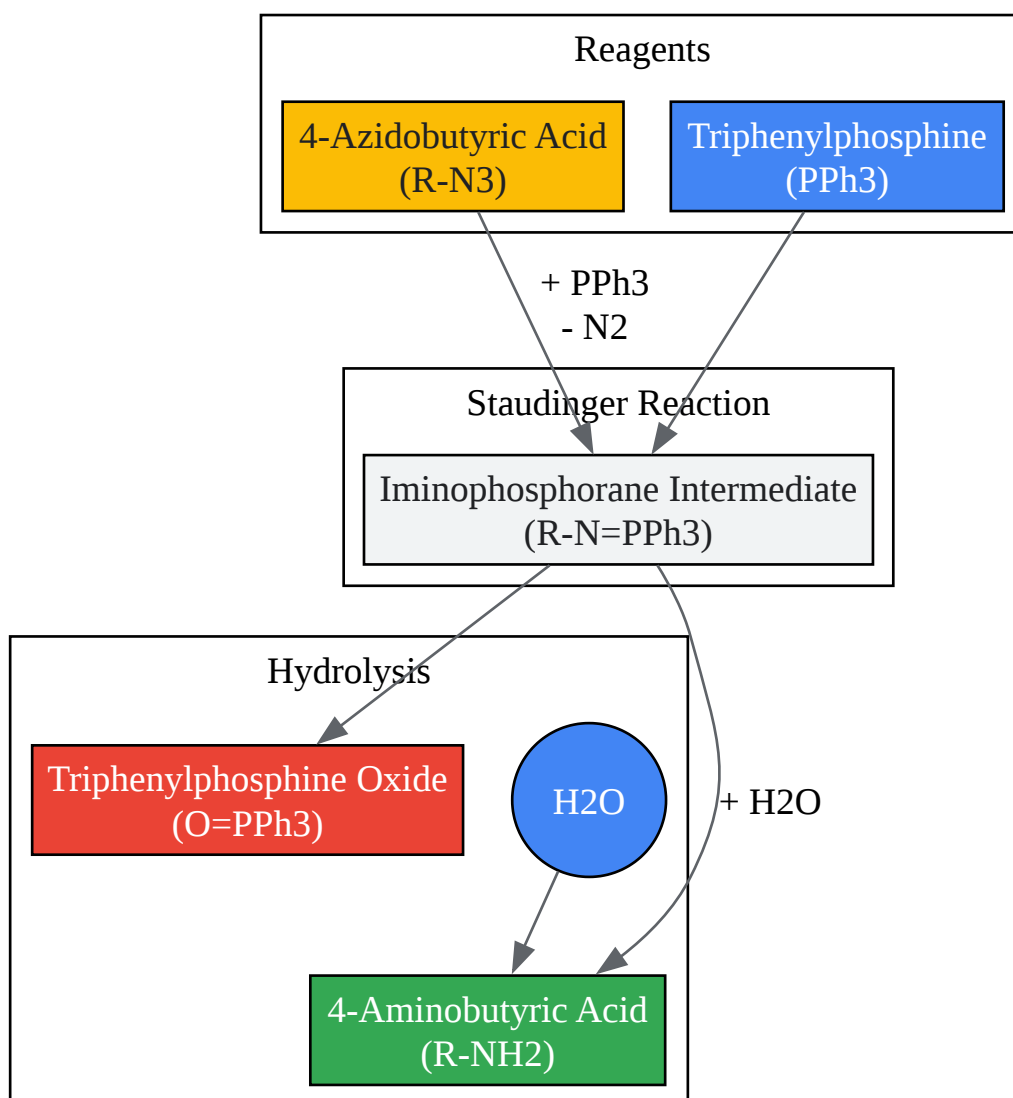 Reagents
4-Azidobutyric Acid
(R-N3)
Triphenylphosphine
(PPh3)
+ PPh3
- N2
Staudinger Reaction
Iminophosphorane Intermediate
(R-N=PPh3)
Hydrolysis
Triphenylphosphine Oxide
(O=PPh3)
H2O
+ H2O
4-Aminobutyric Acid
(R-NH2)